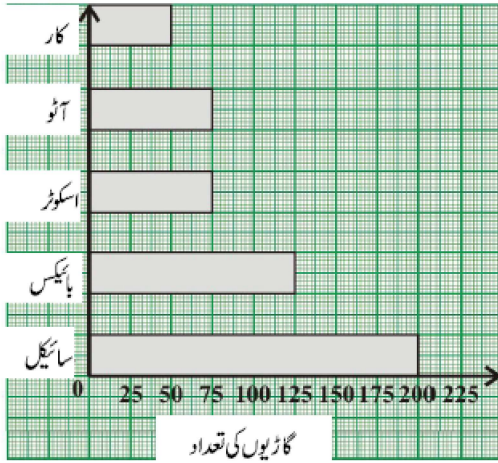 کار
آٹو
اسکوٹر
بائیکس
سائیکل
0 25 50 75 100 125 150 175 200 225
گاڑیوں کی تعداد